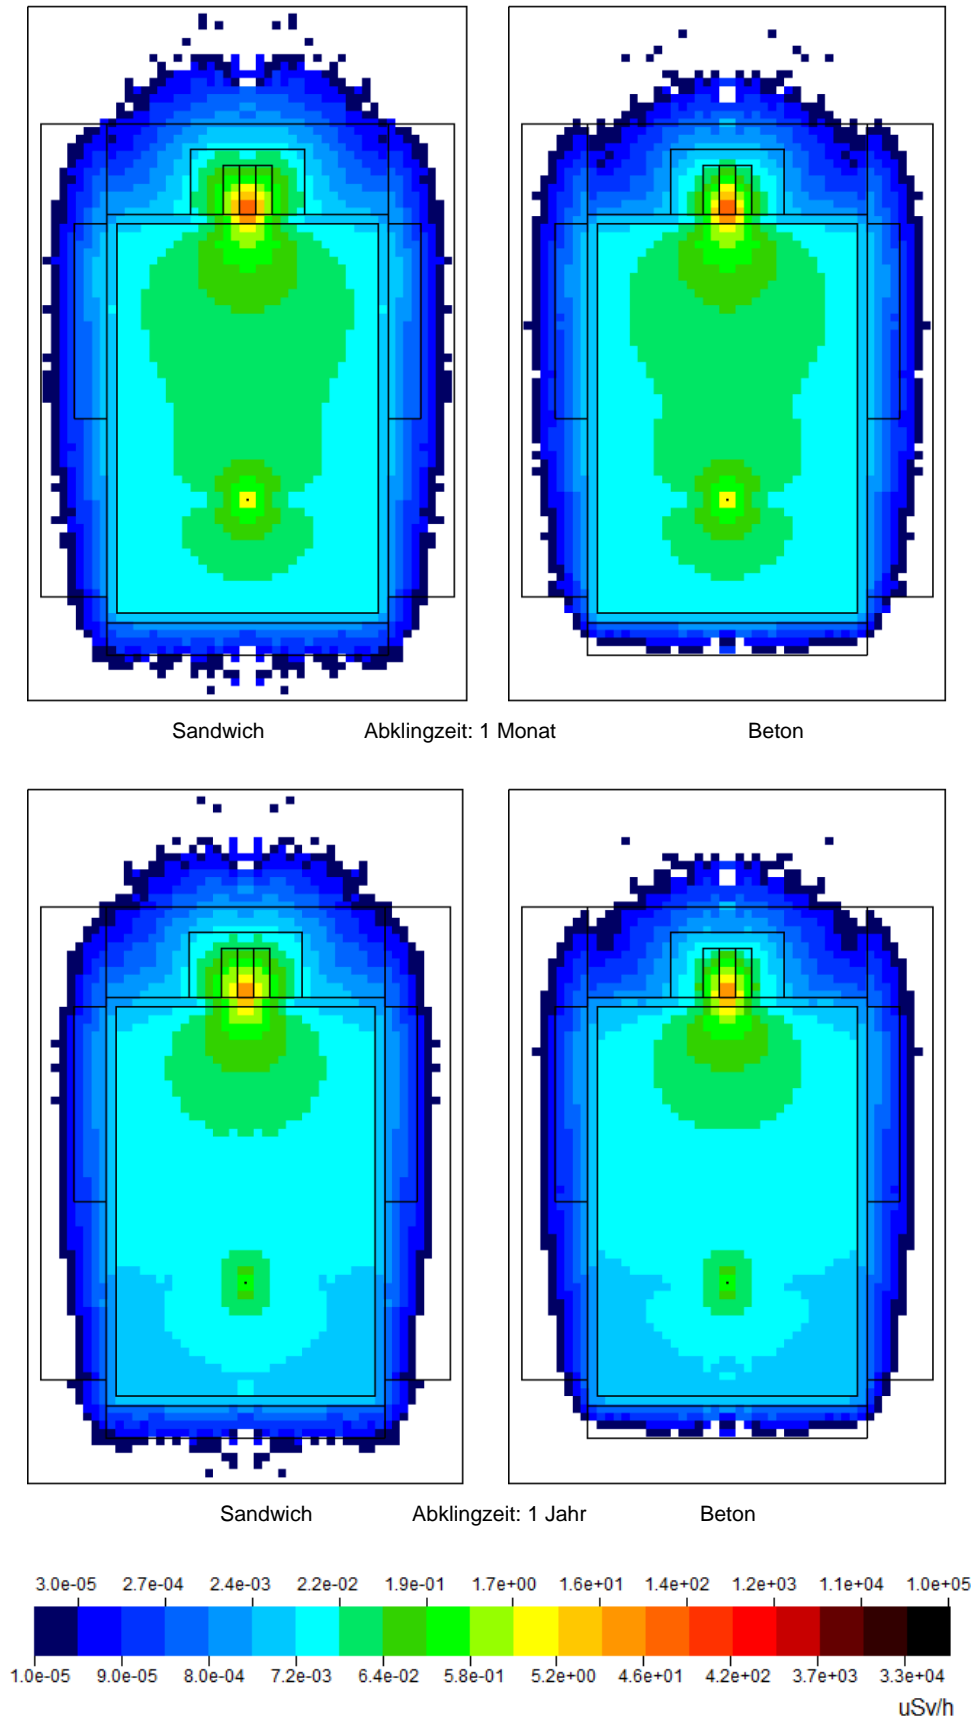 Sandwich Abklingzeit: 1 Monat Beton
Sandwich Abklingzeit: 1 Jahr Beton
3.0e-05 2.7e-04 2.4e-03 2.2e-02 1.9e-01 1.7e+00 1.6e+01 1.4e+02 1.2e+03 1.1e+04 1.0e+05
1.0e-05 9.0e-05 8.0e-04 7.2e-03 6.4e-02 5.8e-01 5.2e+00 4.6e+01 4.2e+02 3.7e+03 3.3e+04
uSv/h